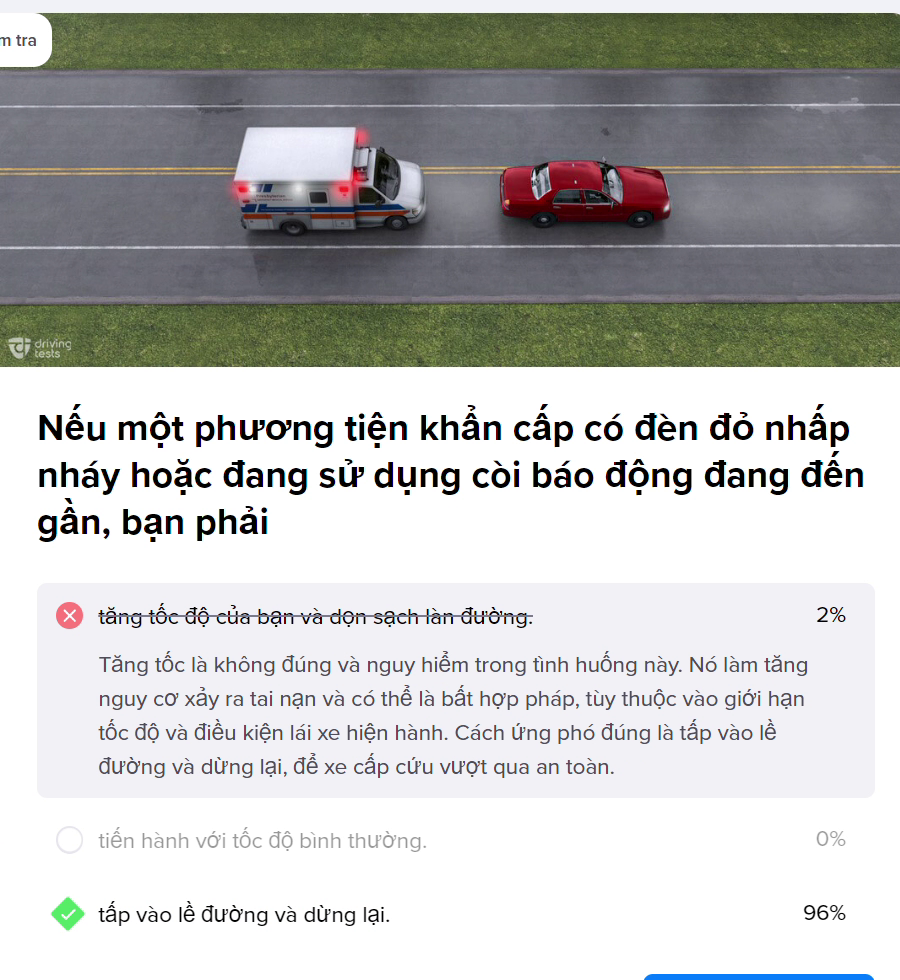 m tra
driving
tests
Nếu một phương tiện khẩn cấp có đèn đỏ nhấp
nháy hoặc đang sử dụng còi báo động đang đến
gần, bạn phải
tăng tốc độ của bạn và dọn sạch làn đường.
2%
Tăng tốc là không đúng và nguy hiểm trong tình huống này. Nó làm tăng
nguy cơ xảy ra tai nạn và có thể là bất hợp pháp, tùy thuộc vào giới hạn
tốc độ và điều kiện lái xe hiện hành. Cách ứng phó đúng là tấp vào lề
đường và dừng lại, để xe cấp cứu vượt qua an toàn.
tiến hành với tốc độ bình thường.
0%
tấp vào lề đường và dừng lại.
96%